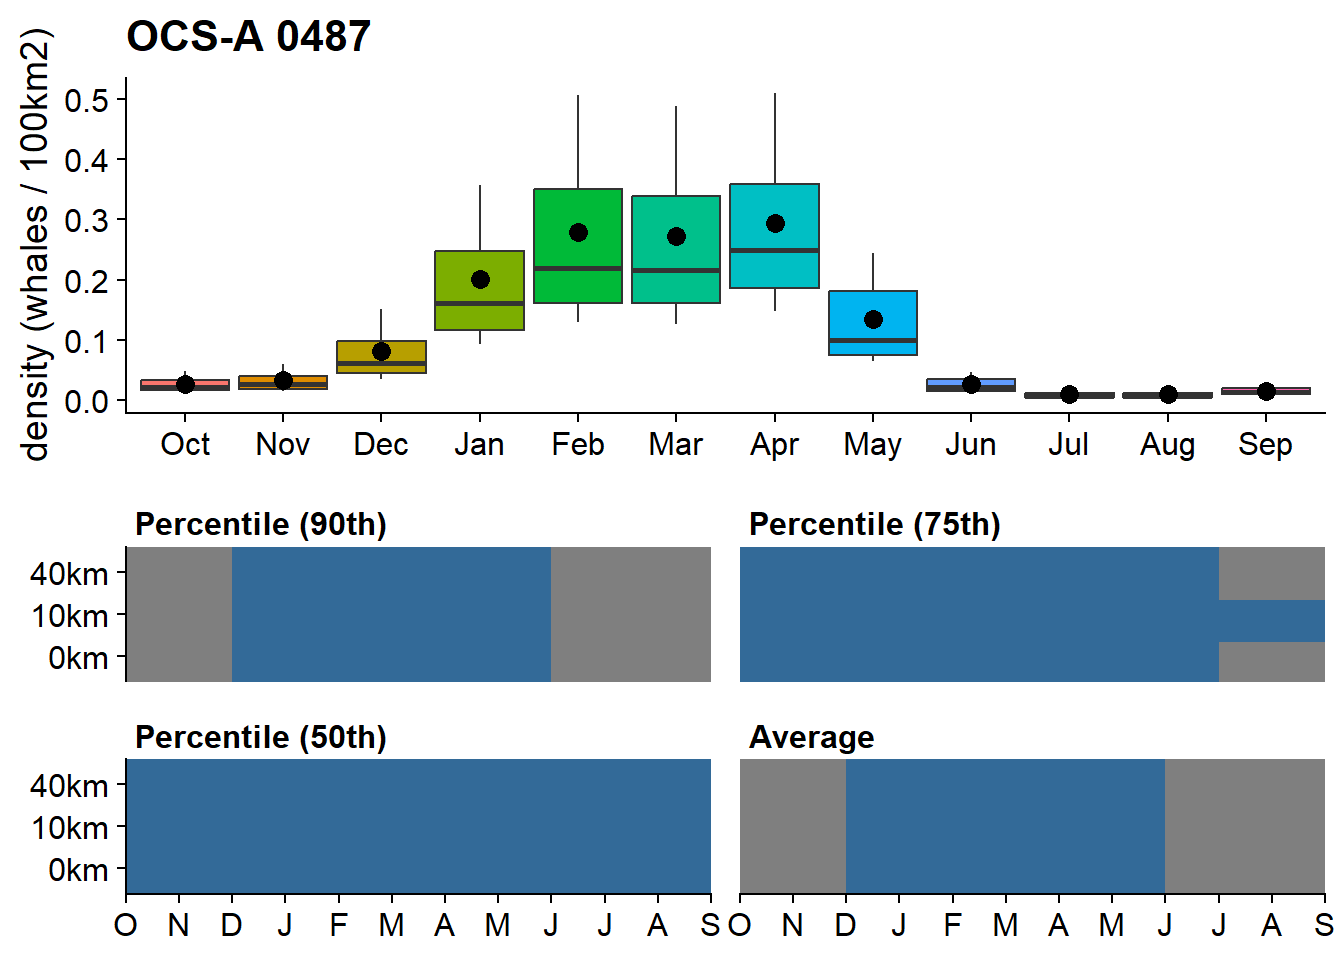 OCS-A 0487
density (whales / 100km2)
0.5
0.4
0.3
0.2
0.1
0.0
Oct Nov Dec Jan Feb Mar Apr May Jun Jul Aug Sep
Percentile (90th) Percentile (75th)
40km
10km
0km
Percentile (50th) Average
40km
10km
0km
O N D J F M A M J J A S O N D J F M A M J J A S